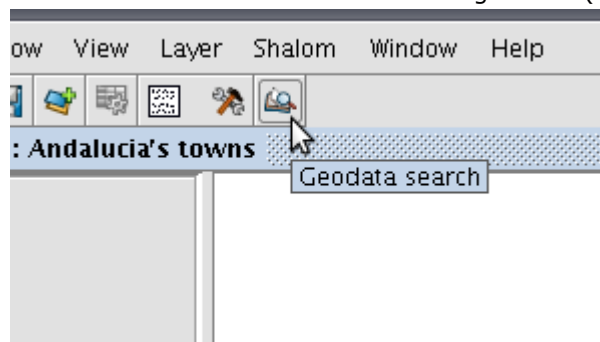 ow View Layer Shalom Window Help
: Andalucia's towns
Geodata search